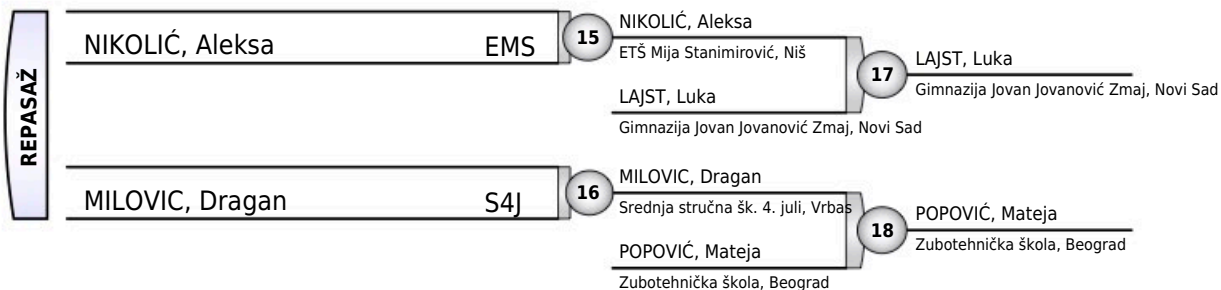 REPASAŽ
NIKOLIĆ, Aleksa EMS
15
NIKOLIĆ, Aleksa
ETŠ Mija Stanimirović, Niš
LAJST, Luka
Gimnazija Jovan Jovanović Zmaj, Novi Sad
17
LAJST, Luka
Gimnazija Jovan Jovanović Zmaj, Novi Sad
MILOVIC, Dragan S4J
16
MILOVIC, Dragan
Srednja stručna šk. 4. juli, Vrbas
POPOVIĆ, Mateja
Zubotehnička škola, Beograd
18
POPOVIĆ, Mateja
Zubotehnička škola, Beograd